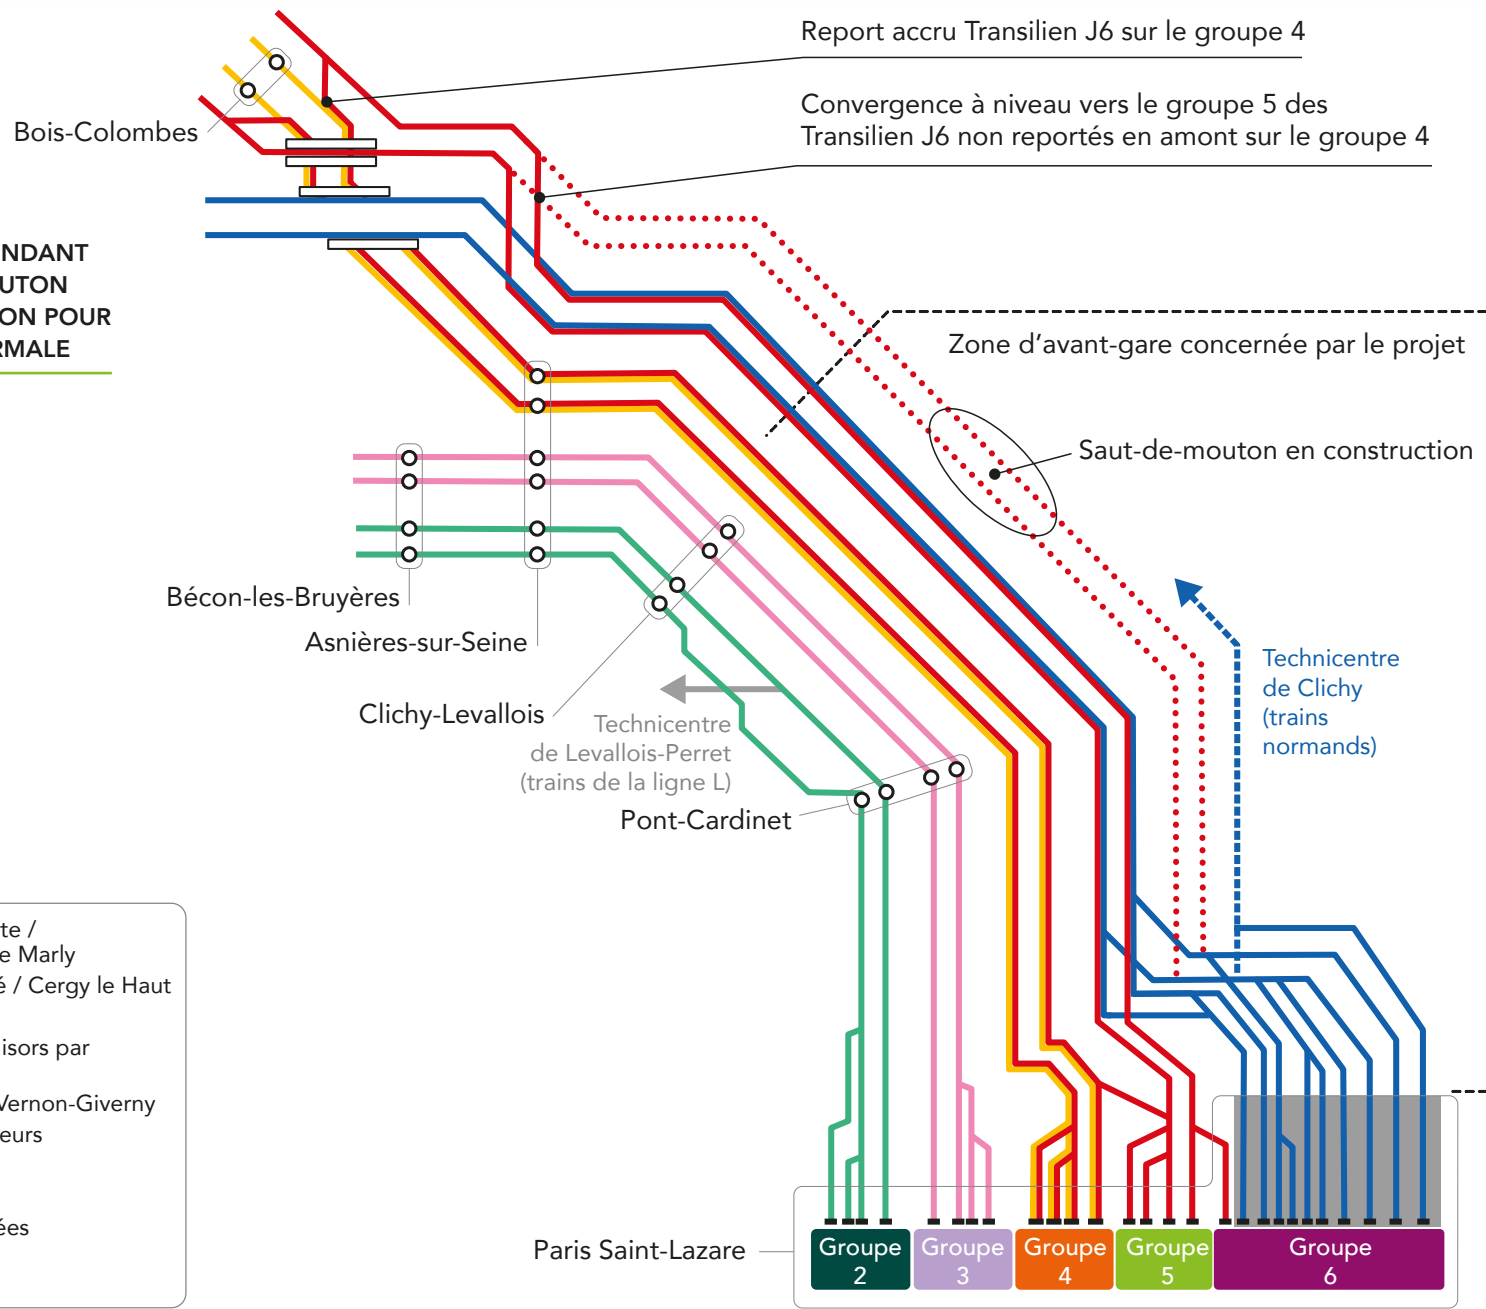 Report accru Transilien J6 sur le groupe 4
Convergence à niveau vers le groupe 5 des
Transilien J6 non reportés en amont sur le groupe 4
Bois-Colombes
NDANT
UTON
ON POUR
RMALE
Zone d’avant-gare concernée par le projet
Saut-de-mouton en construction
Bécon-les-Bruyères
Asnières-sur-Seine
Clichy-Levallois
Technicentre
de Levallois-Perret
(trains de la ligne L)
Pont-Cardinet
Technicentre
de Clichy
(trains
normands)
te /
e Marly
é / Cergy le Haut
isors par
Vernon-Giverny
eurs
ées
Paris Saint-Lazare
Groupe
2
Groupe
3
Groupe
4
Groupe
5
Groupe
6